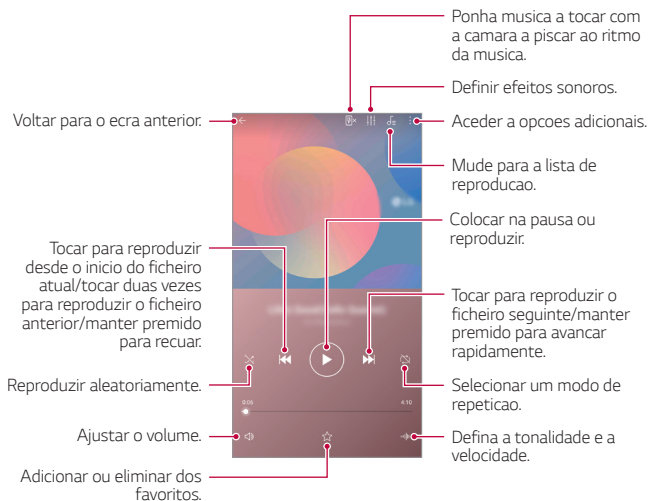 Ponha musica a tocar com
a camara a piscar ao ritmo
da musica.
Definir efeitos sonoros.
Voltar para o ecra anterior.
Aceder a opcoes adicionais.
Mude para a lista de
reproducao.
Colocar na pausa ou
reproduzir.
Tocar para reproduzir
desde o inicio do ficheiro
atual/tocar duas vezes
para reproduzir o ficheiro
anterior/manter premido
para recuar.
Tocar para reproduzir o
ficheiro seguinte/manter
premido para avancar
rapidamente.
Reproduzir aleatoriamente.
Selecionar um modo de
repeticao.
0:04
4:10
Ajustar o volume.
Defina a tonalidade e a
velocidade.
Adicionar ou eliminar dos
favoritos.